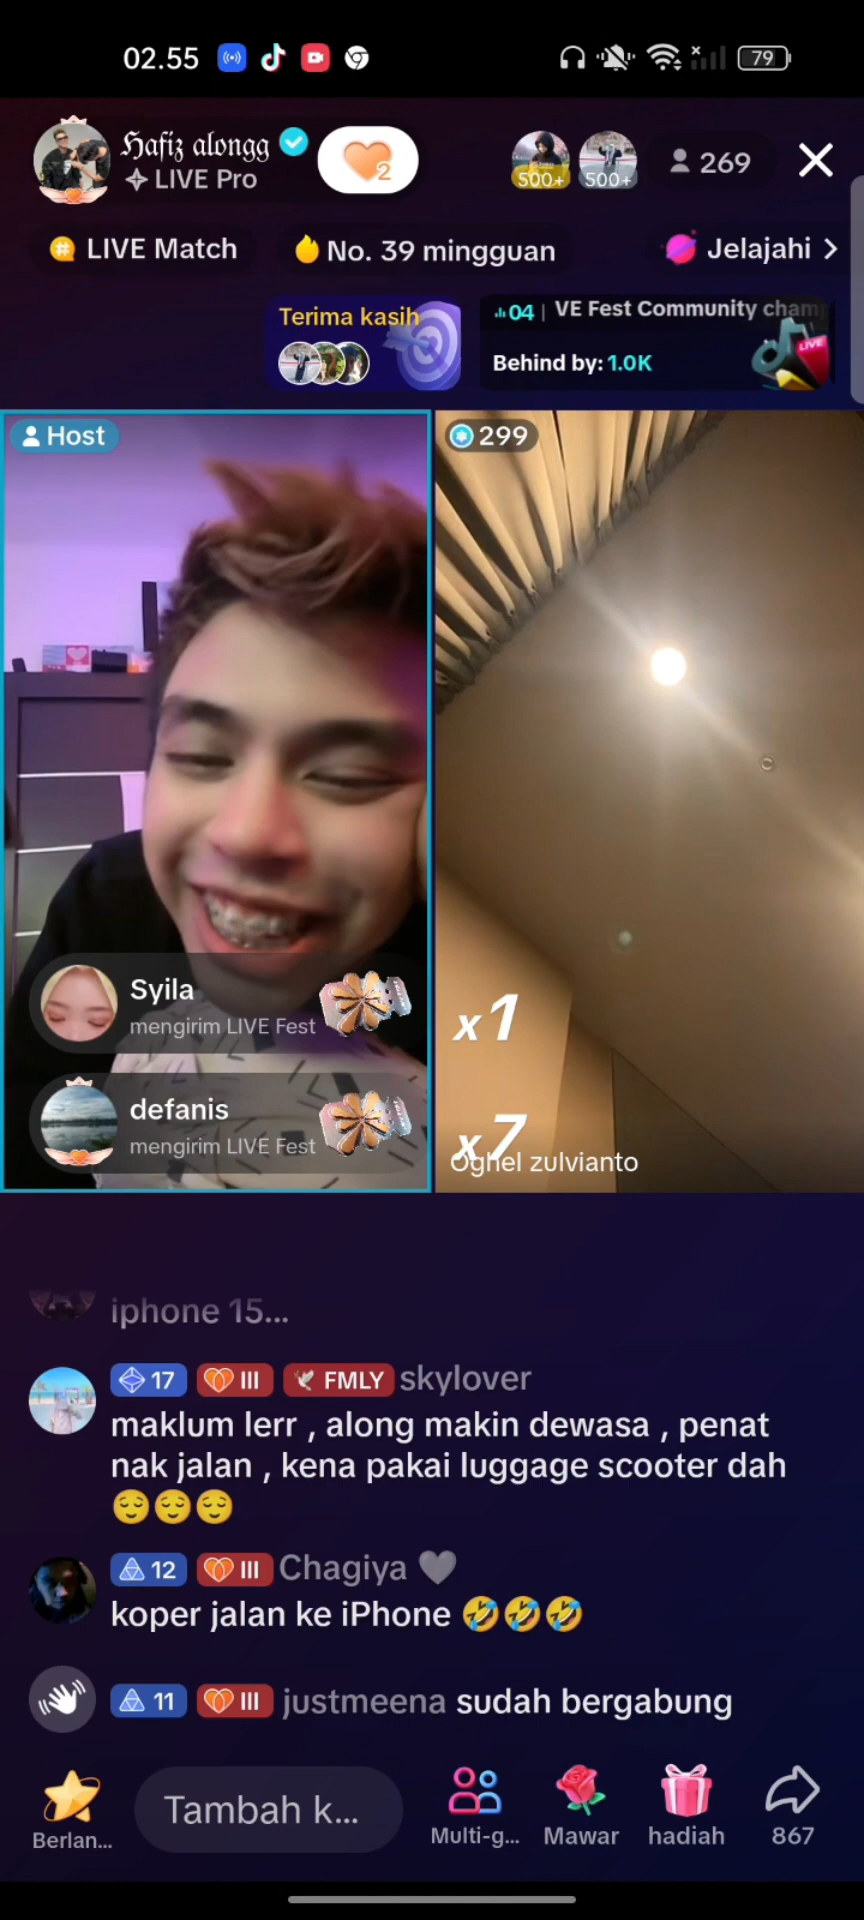 02.55
79
Hafiz alongg
LIVE Pro
2
500+
500+
269
LIVE Match
No. 39 mingguan
Jelajahi
Terima kasih
04 | VE Fest Community cham
Behind by: 1.0K
LIVE
Host
299
Syila
mengirim LIVE Fest
x1
defanis
mengirim LIVE Fest
x7
Oghel zulvianto
iphone 15...
17 III FMLY skylover
maklum lerr , along makin dewasa , penat
nak jalan , kena pakai luggage scooter dah
😌😌😌
12 III Chagiya 🩶
koper jalan ke iPhone 🤣🤣🤣
11 III justmeena sudah bergabung
Berlan...
Tambah k...
Multi-g...
Mawar
hadiah
867